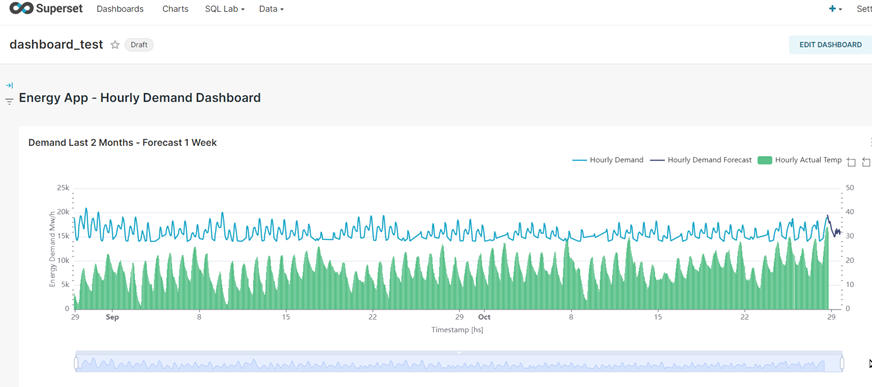 Superset Dashboards Charts SQL Lab Data
dashboard_test Draft EDIT DASHBOARD
Energy App - Hourly Demand Dashboard
Demand Last 2 Months - Forecast 1 Week
Hourly Demand Hourly Demand Forecast Hourly Actual Temp
25k 50
20k 40
15k 30
10k 20
5k 10
0 0
Energy Demand Mw/h
29 Sep 8 15 22 29 Oct 8 15 22 29
Timestamp [hs]